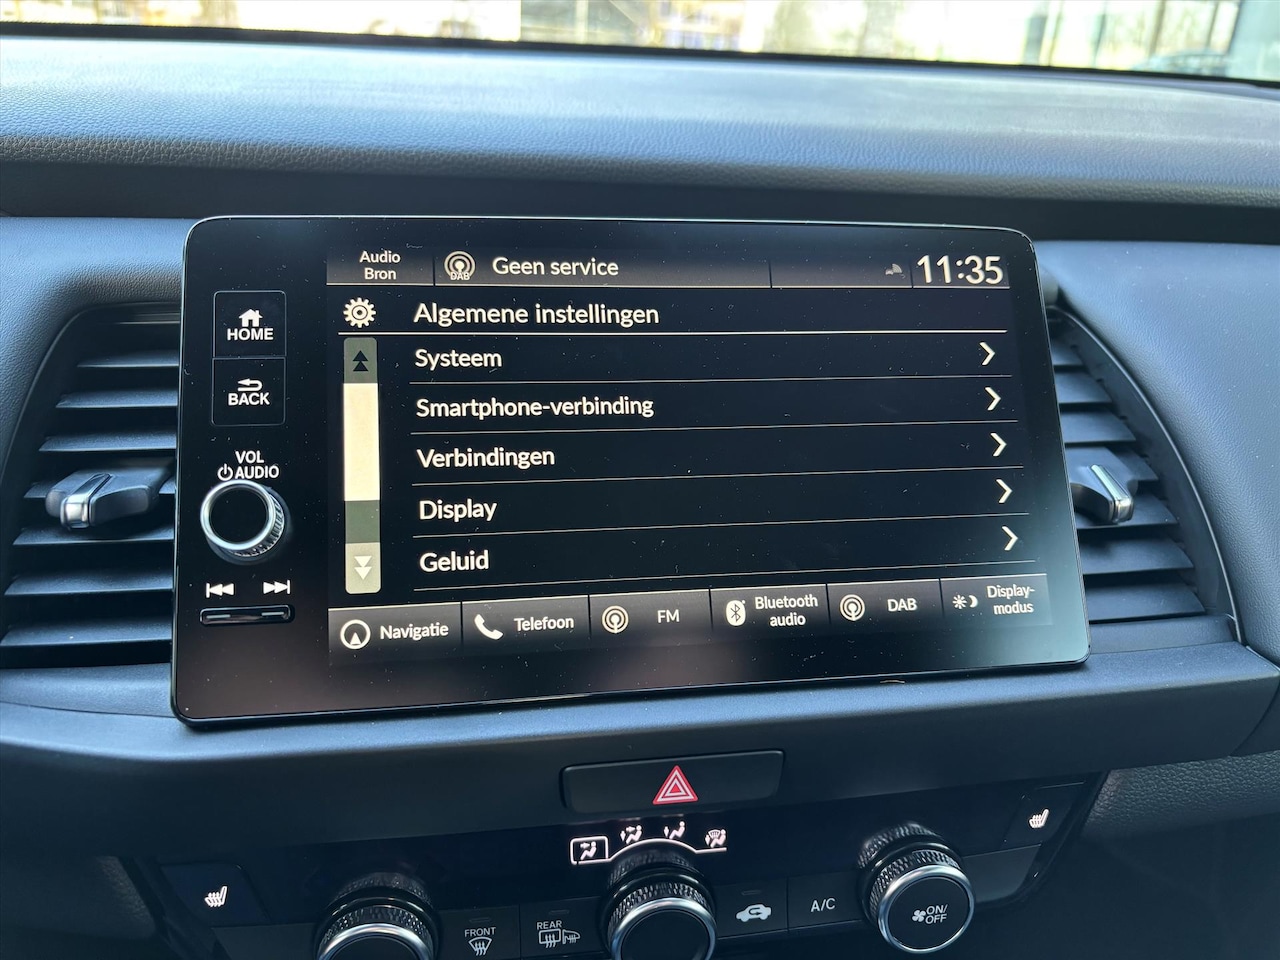 Audio
Bron
DAB
Geen service
11:35
HOME
Algemene instellingen
Systeem
BACK
Smartphone-verbinding
VOL
AUDIO
Verbindingen
Display
Geluid
Navigatie
Telefoon
FM
Bluetooth
audio
DAB
Display-
modus
FRONT
REAR
A/C
ON/
OFF